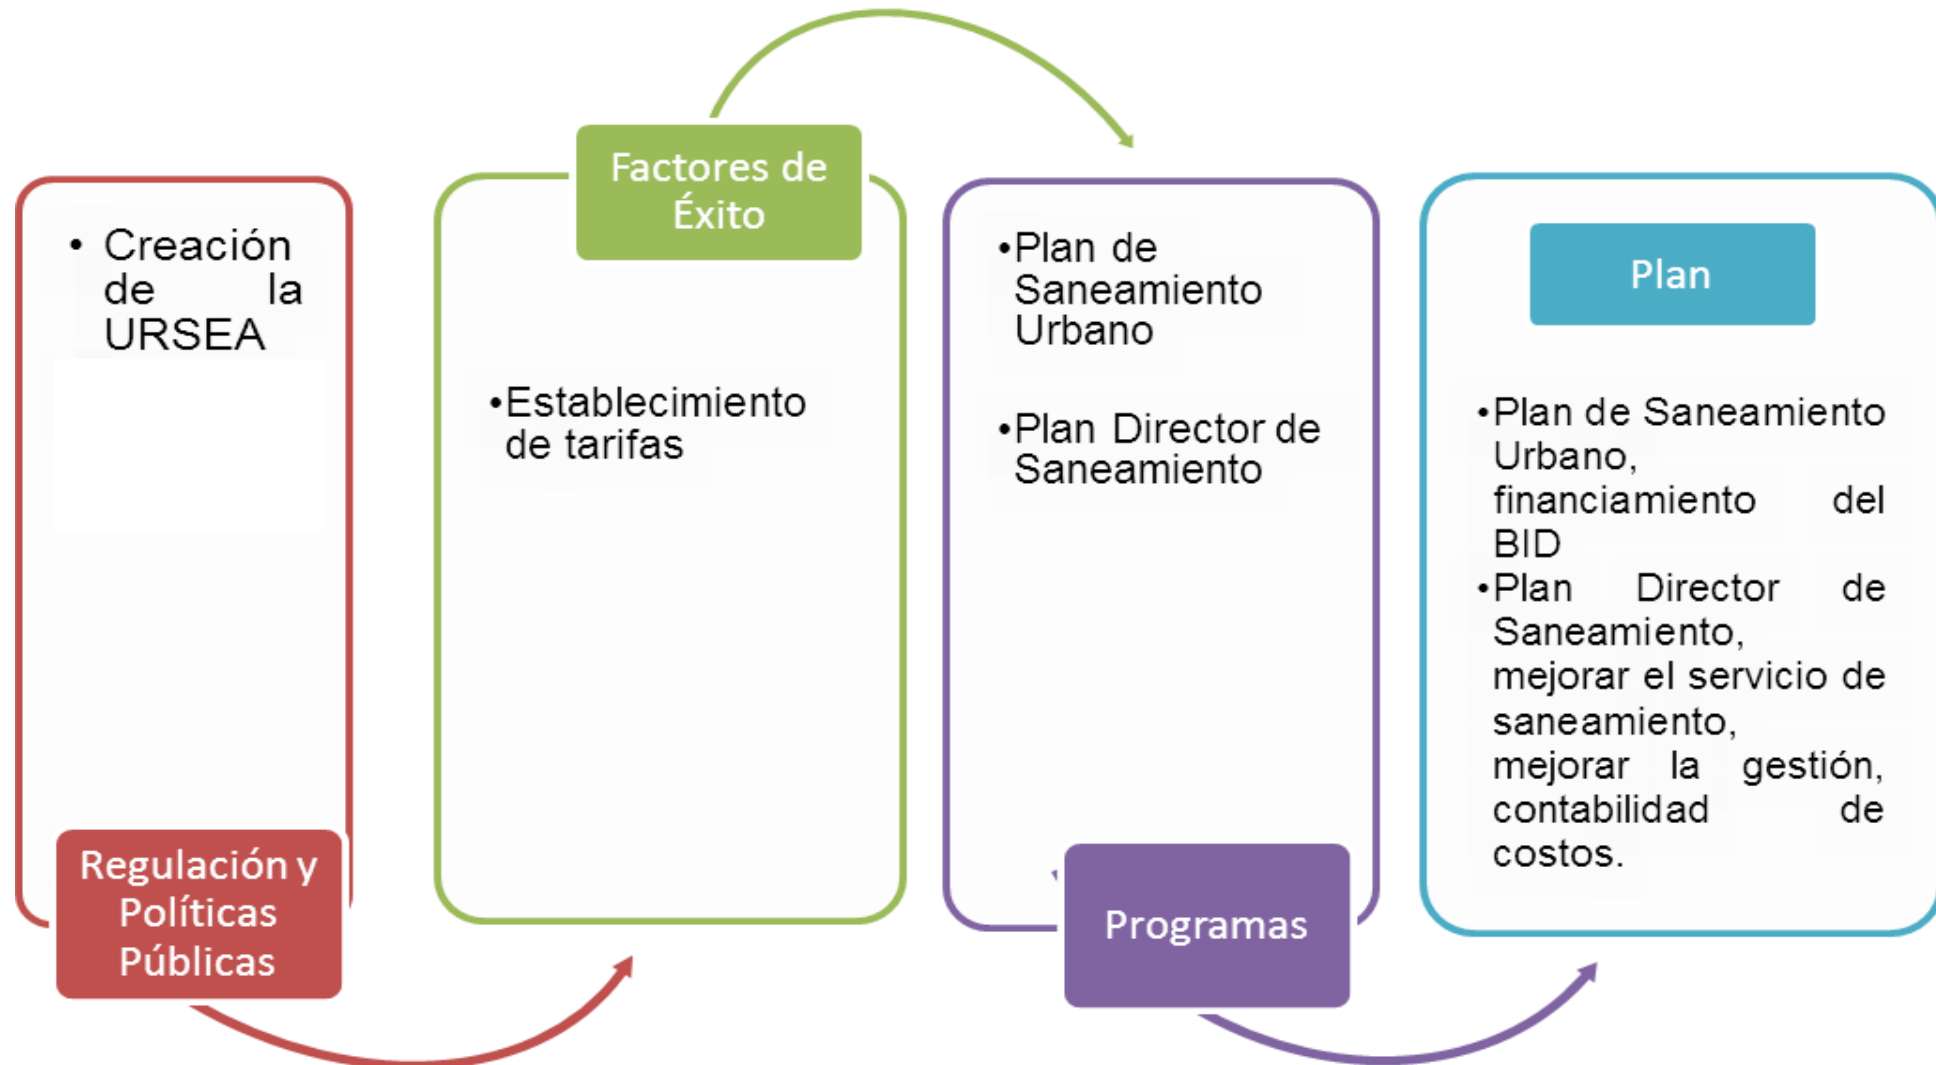 • Creación
de la
URSEA
Regulación y
Políticas
Públicas
Factores de
Éxito
•Establecimiento
de tarifas
•Plan de
Saneamiento
Urbano
•Plan Director de
Saneamiento
Programas
Plan
•Plan de Saneamiento
Urbano,
financiamiento del
BID
•Plan Director de
Saneamiento,
mejorar el servicio de
saneamiento,
mejorar la gestión,
contabilidad de
costos.